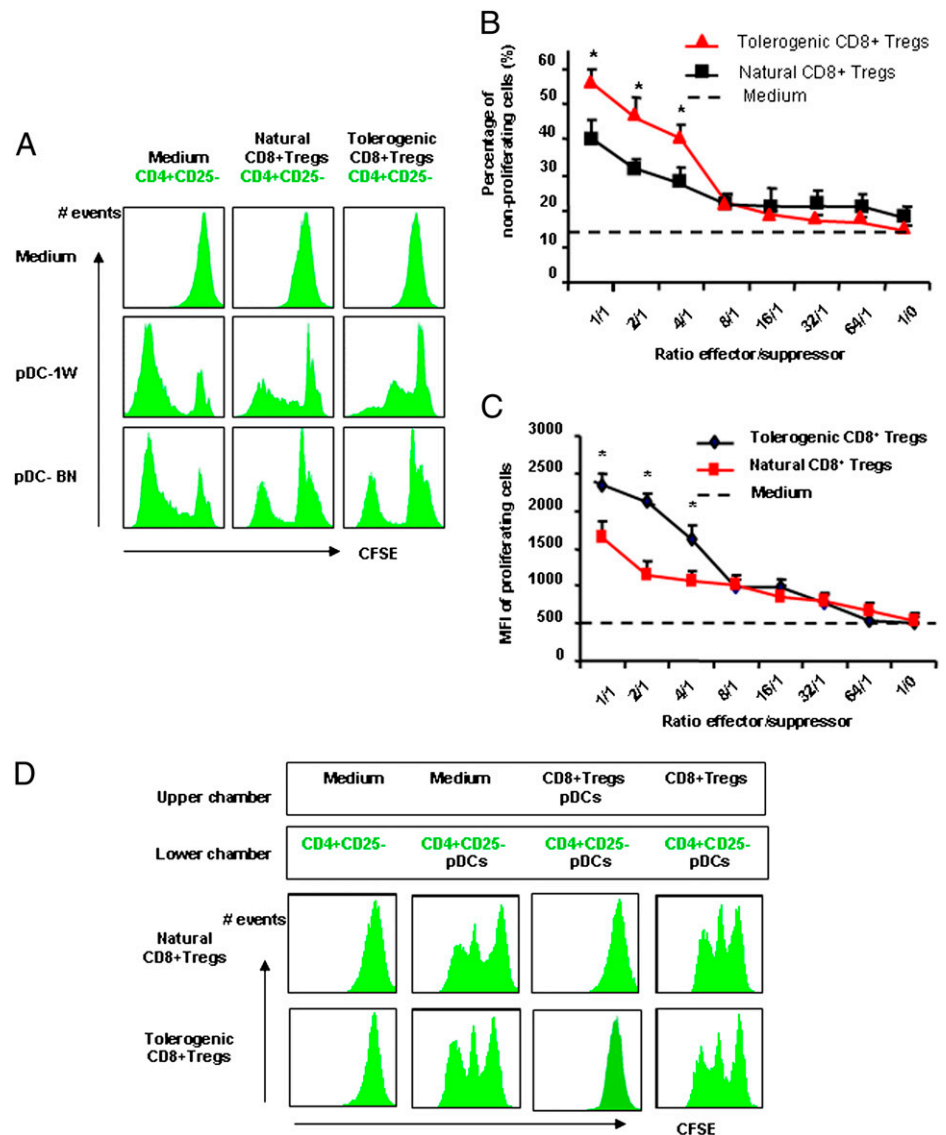 A
Medium
CD4+CD25-
Natural
CD8+Tregs
CD4+CD25-
Tolerogenic
CD8+Tregs
CD4+CD25-
# events
Medium
pDC-1W
pDC- BN
CFSE
B
Tolerogenic CD8+ Tregs
Natural CD8+ Tregs
Medium
Percentage of
non-proliferating cells (%)
60
50
40
30
20
10
0
* * *
1/1 2/1 4/1 8/1 16/1 32/1 64/1 1/0
Ratio effector/suppressor
C
Tolerogenic CD8⁺ Tregs
Natural CD8⁺ Tregs
Medium
MFI of proliferating cells
3000
2500
2000
1500
1000
500
0
* * *
1/1 2/1 4/1 8/1 16/1 32/1 64/1 1/0
Ratio effector/suppressor
D
Upper chamber
Medium
Medium
CD8+Tregs
pDCs
CD8+Tregs
Lower chamber
CD4+CD25-
CD4+CD25-
pDCs
CD4+CD25-
pDCs
CD4+CD25-
pDCs
# events
Natural
CD8+Tregs
Tolerogenic
CD8+Tregs
CFSE